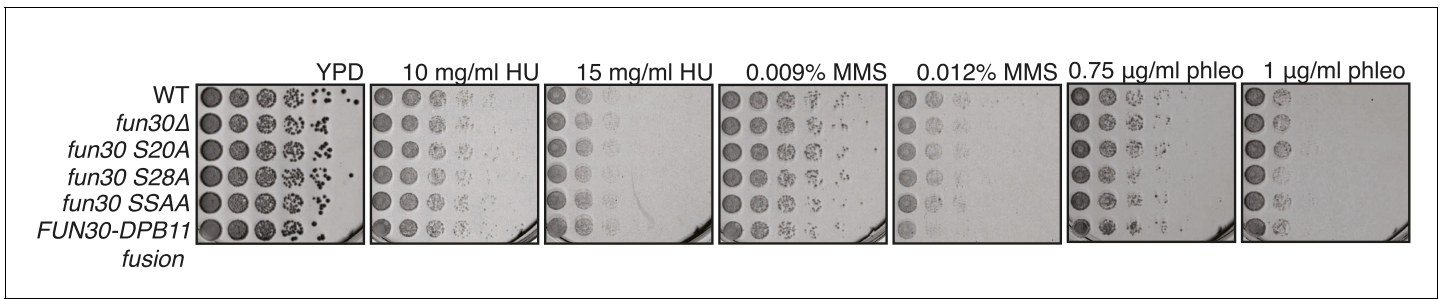 YPD 10 mg/ml HU 15 mg/ml HU 0.009% MMS 0.012% MMS 0.75 µg/ml phleo 1 µg/ml phleo
WT
fun30Δ
fun30 S20A
fun30 S28A
fun30 SSAA
FUN30-DPB11
fusion